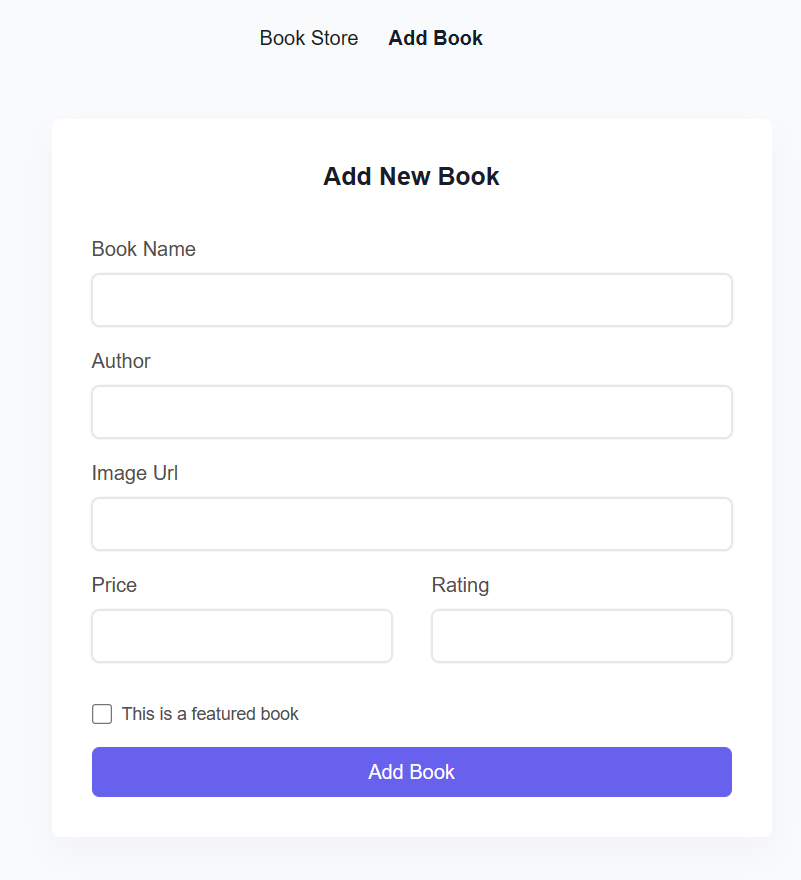 Book Store Add Book
Add New Book
Book Name
Author
Image Url
Price Rating
This is a featured book
Add Book